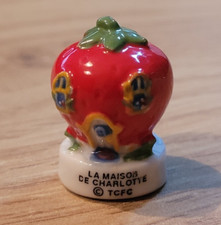 LA MAISON
DE CHARLOTTE
© TCFC